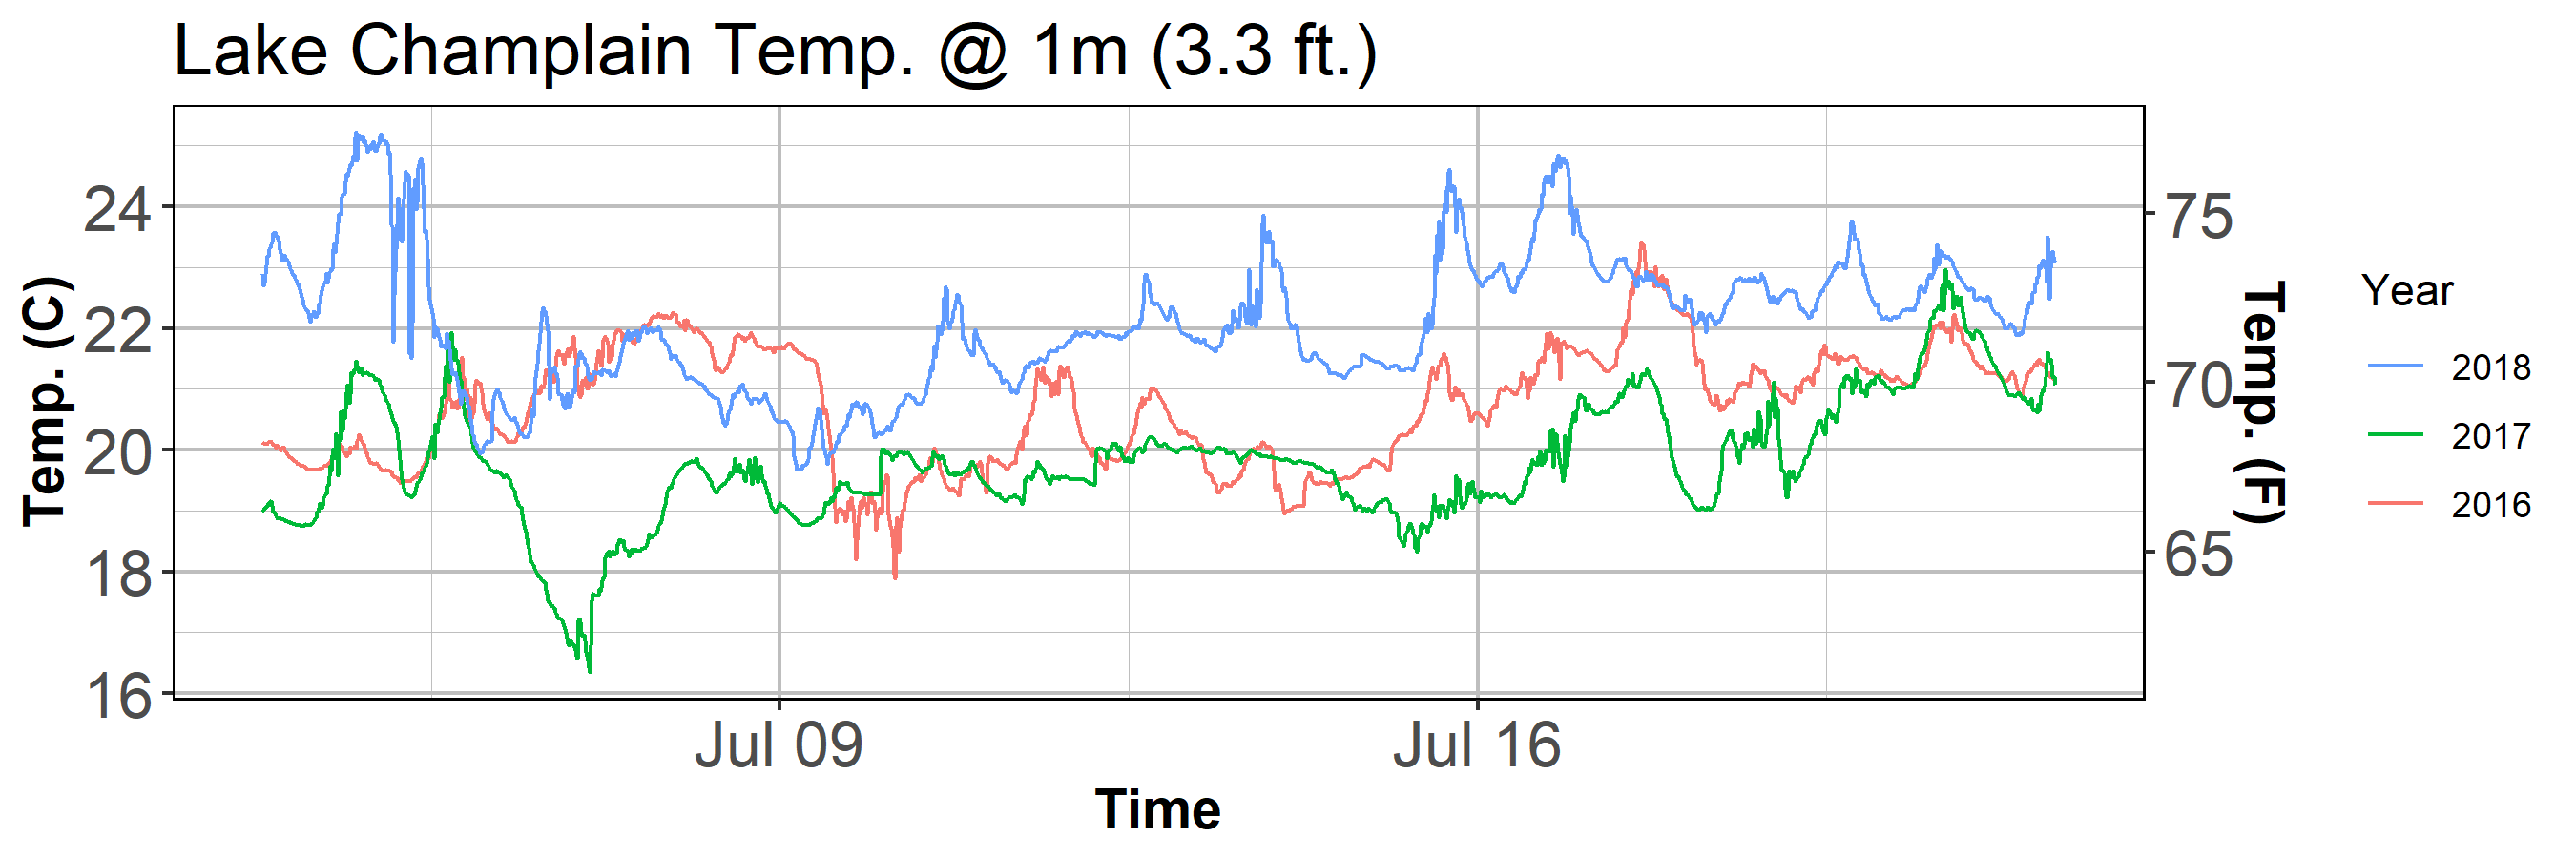 Lake Champlain Temp. @ 1m (3.3 ft.)
Temp. (C)
24
22
20
18
16
75
70
65
Temp. (F)
Jul 09
Jul 16
Time
Year
2018
2017
2016